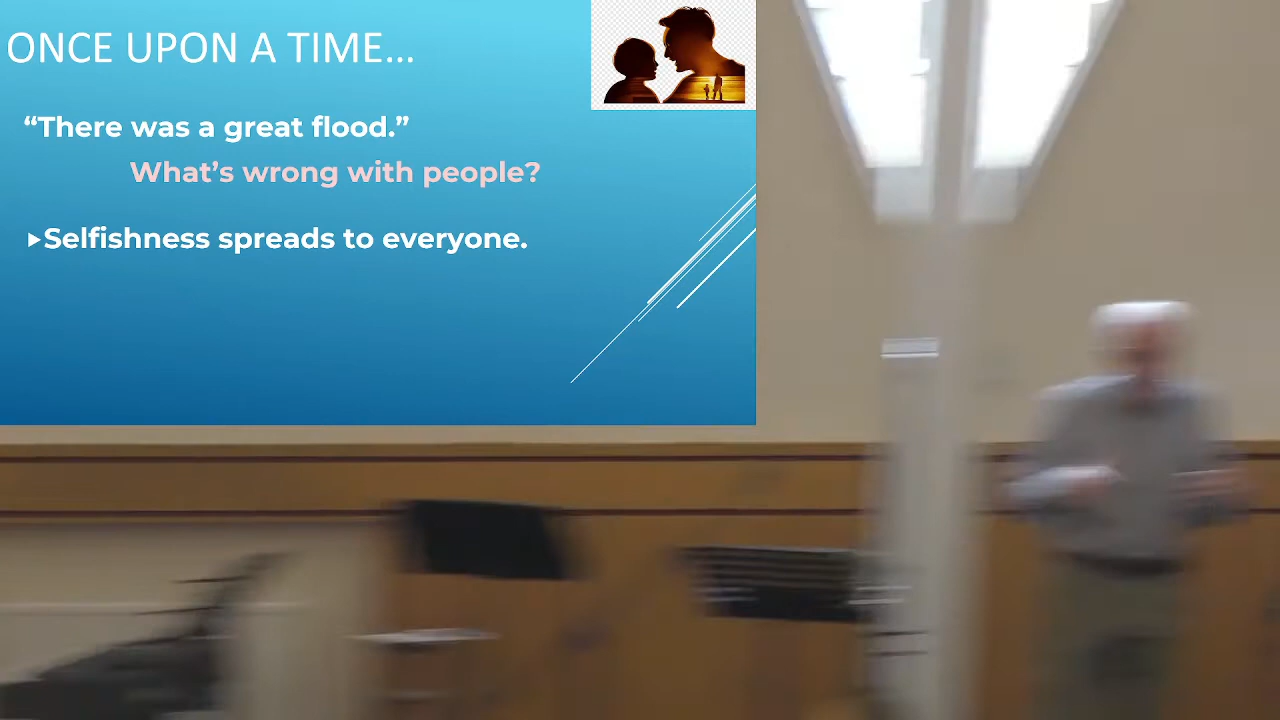 ONCE UPON A TIME...
“There was a great flood.”
What’s wrong with people?
▸Selfishness spreads to everyone.